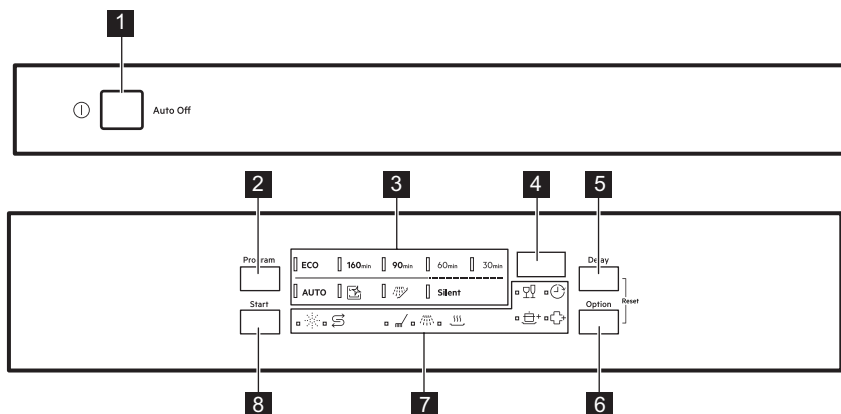 1
Auto Off
2
3
4
5
Program
ECO 160min 90min 60min 30min
Delay
AUTO Silent
Reset
Start
Option
8
7
6